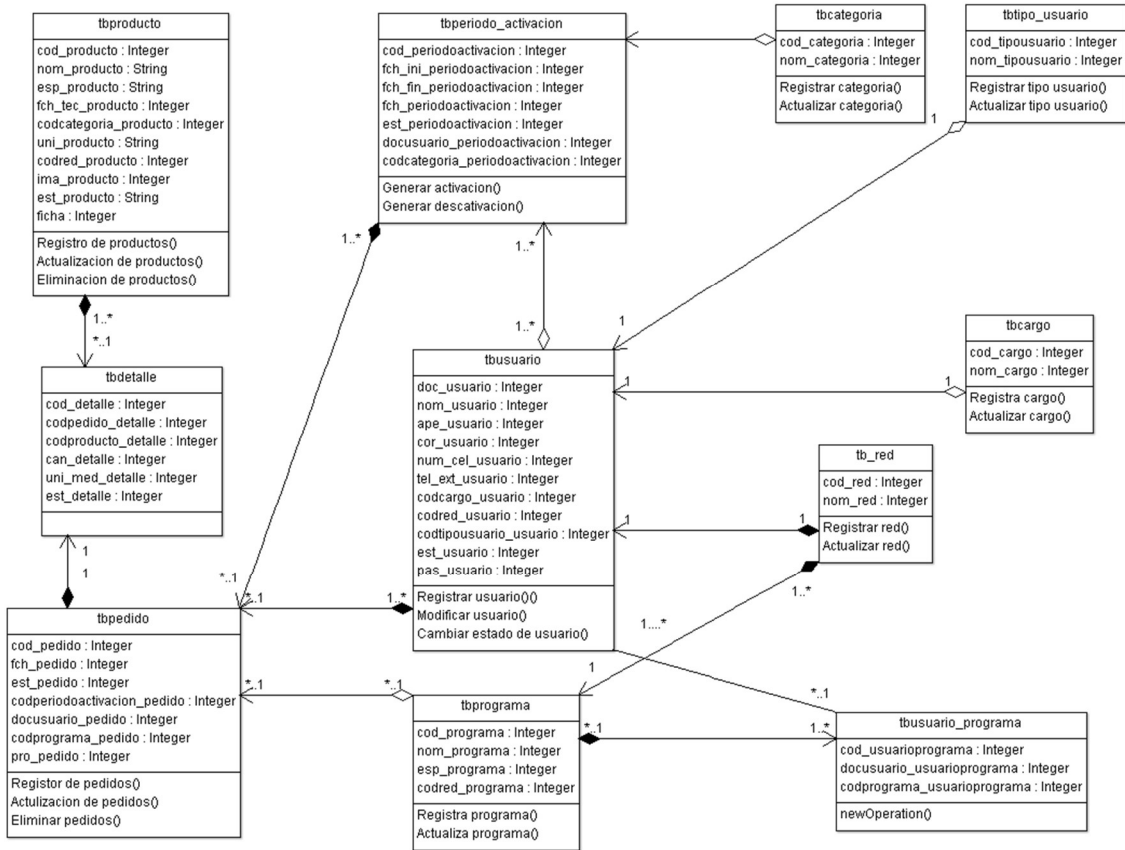 tbproducto
cod_producto : Integer
nom_producto : String
esp_producto : String
fch_tec_producto : Integer
codcategoria_producto : Integer
uni_producto : String
codred_producto : Integer
ima_producto : Integer
est_producto : String
ficha : Integer
Registro de productos()
Actualizacion de productos()
Eliminacion de productos()
1..*
*..1
tbperiodo_activacion
cod_periodoactivacion : Integer
fch_ini_periodoactivacion : Integer
fch_fin_periodoactivacion : Integer
fch_periodoactivacion : Integer
est_periodoactivacion : Integer
docusuario_periodoactivacion : Integer
codcategoria_periodoactivacion : Integer
Generar activacion()
Generar descativacion()
1..*
1..*
1..*
tbcategoria
cod_categoria : Integer
nom_categoria : Integer
Registrar categoria()
Actualizar categoria()
tbtipo_usuario
cod_tipousuario : Integer
nom_tipousuario : Integer
Registrar tipo usuario()
Actualizar tipo usuario()
1
1
tbdetalle
cod_detalle : Integer
codpedido_detalle : Integer
codproducto_detalle : Integer
can_detalle : Integer
uni_med_detalle : Integer
est_detalle : Integer
1
1
tbusuario
doc_usuario : Integer
nom_usuario : Integer
ape_usuario : Integer
cor_usuario : Integer
num_cel_usuario : Integer
tel_ext_usuario : Integer
codcargo_usuario : Integer
codred_usuario : Integer
codtipousuario_usuario : Integer
est_usuario : Integer
pas_usuario : Integer
Registrar usuario()()
Modificar usuario()
Cambiar estado de usuario()
1
1
tbcargo
cod_cargo : Integer
nom_cargo : Integer
Registra cargo()
Actualizar cargo()
tb_red
cod_red : Integer
nom_red : Integer
Registrar red()
Actualizar red()
1
1
1..*
1....*
1
*..1
*..1
1..*
tbpedido
cod_pedido : Integer
fch_pedido : Integer
est_pedido : Integer
codperiodoactivacion_pedido : Integer
docusuario_pedido : Integer
codprograma_pedido : Integer
pro_pedido : Integer
Registor de pedidos()
Actulizacion de pedidos()
Eliminar pedidos()
*..1
*..1
tbprograma
cod_programa : Integer
nom_programa : Integer
esp_programa : Integer
codred_programa : Integer
Registra programa()
Actualiza programa()
*..1
1..*
*..1
tbusuario_programa
cod_usuarioprograma : Integer
docusuario_usuarioprograma : Integer
codprograma_usuarioprograma : Integer
newOperation()